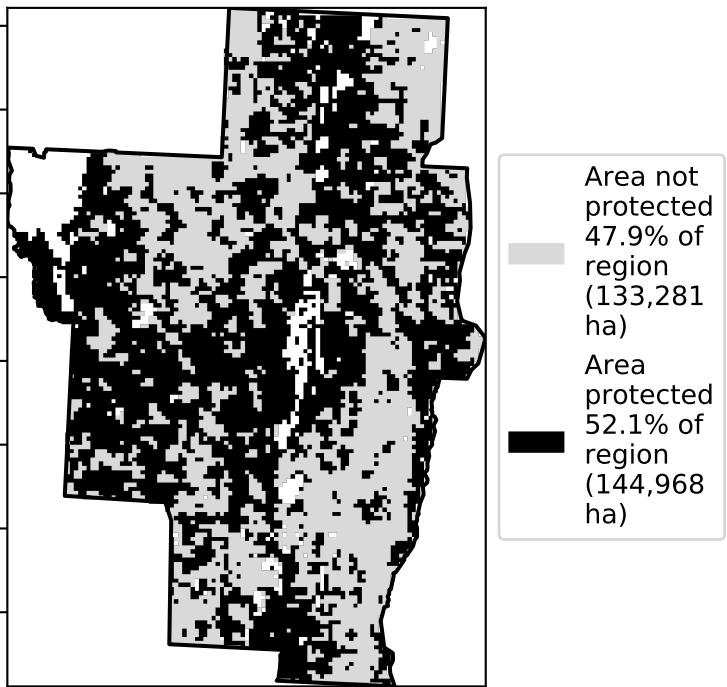 Area not
protected
47.9% of
region
(133,281
ha)
Area
protected
52.1% of
region
(144,968
ha)